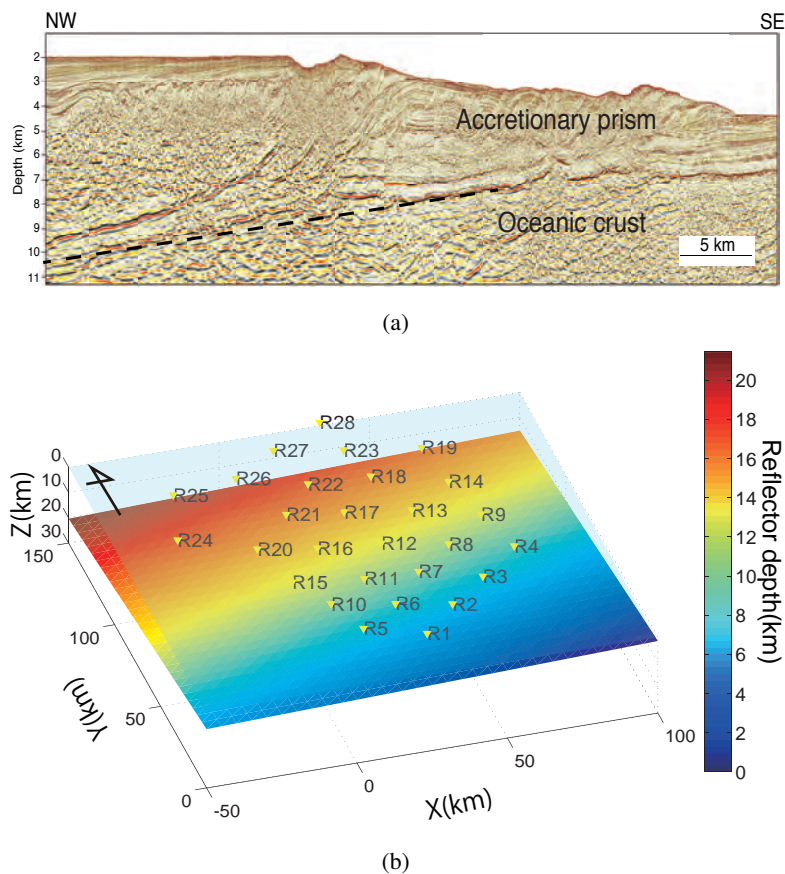 NW SE
2
3
4
5
6
7
8
9
10
11
Depth (km)
Accretionary prism
Oceanic crust
5 km
(a)
R28
R27 R23 R19
R26 R22 R18 R14
R25
R21 R17 R13 R9
R24 R20 R16 R12 R8 R4
R15 R11 R7 R3
R10 R6 R2
R5 R1
0
10
20
30
Z(km)
150
100
50
0
Y(km)
-50
0
50
100
X(km)
20
18
16
14
12
10
8
6
4
2
0
Reflector depth(km)
(b)